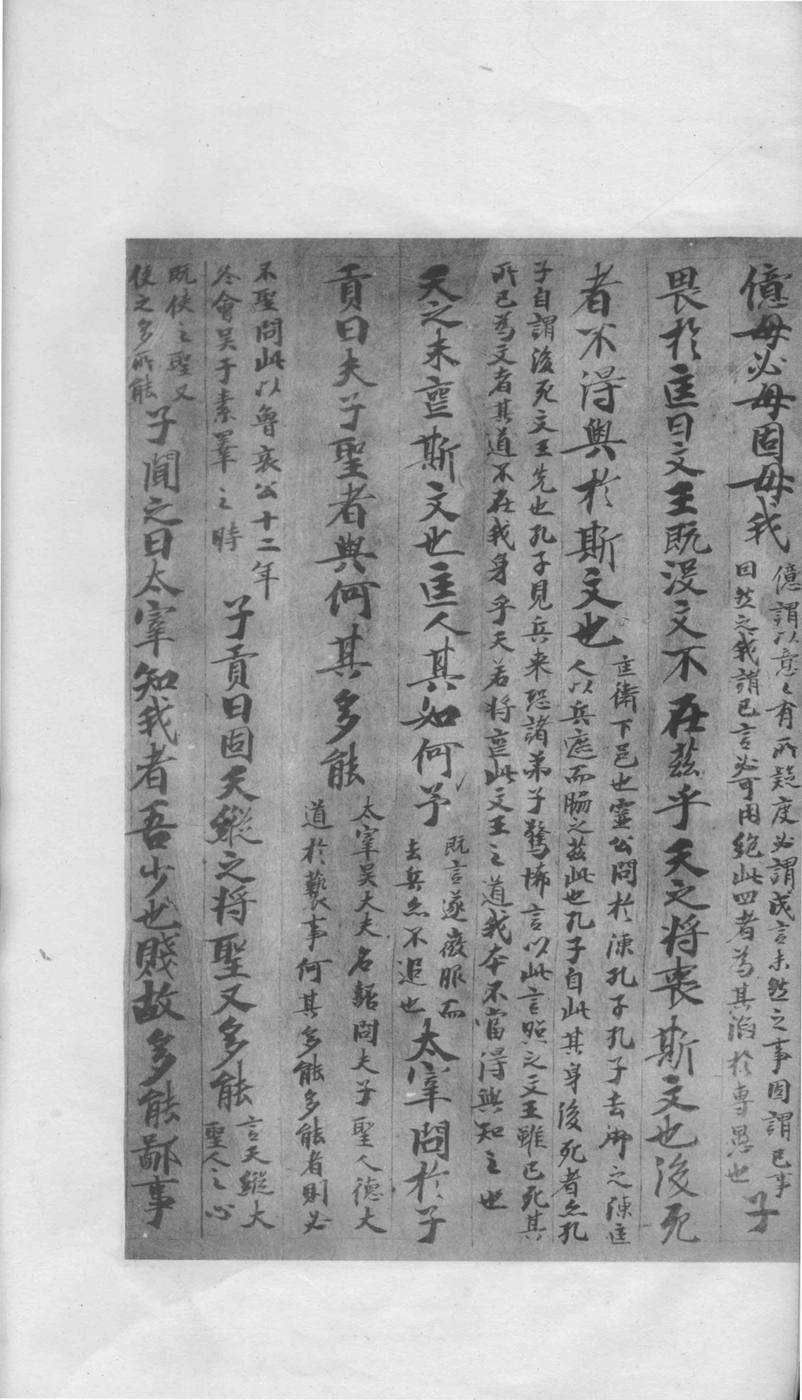 億毋必毋固毋我
億謂以意之有所疑度必謂成言未然之事固謂已事
因然之我謂已言必可用絶此四者為其滔於專愚也
子
畏於匡曰文王既沒文不在茲乎天之將喪斯文也後死
者不得與於斯文也
匡衛下邑也靈公問於陳孔子孔子去衛之陳匡
人以兵遮而脇之茲此也孔子自此其身後死者亦孔
子自謂後死文王先也孔子見兵来恐諸弟子驚怖言以此言照之文王雖已死其
所已為文者其道不在我身乎天若將喪此文王之道我本不當得與知之也
天之未喪斯文也匡人其如何予
既言遂微服而
去兵亦不追也
太宰問於子
貢曰夫子聖者與何其多能
太宰吳大夫名嚭問夫子聖人德大
道於藝事何其多能多能者則必
不聖問此以魯哀公十二年
冬會吳于橐睪之時
子貢曰固天縱之将聖又多能
言天縱大
聖人之心
既使之聖又
使之多所能
子聞之曰太宰知我者吾少也賤故多能鄙事